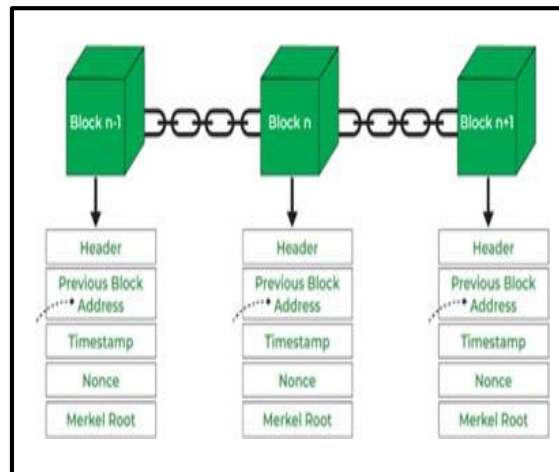 Block n-1
Block n
Block n+1
Header
Previous Block
Address
Timestamp
Nonce
Merkel Root
Header
Previous Block
Address
Timestamp
Nonce
Merkel Root
Header
Previous Block
Address
Timestamp
Nonce
Merkel Root